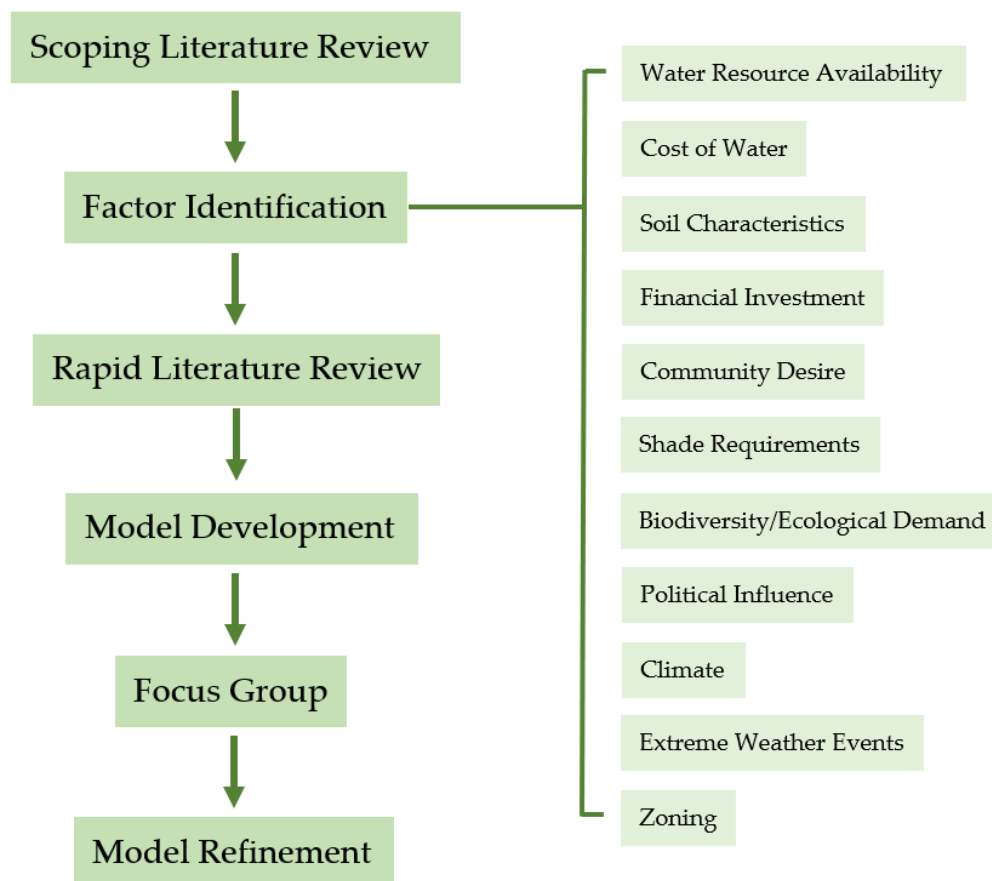 Scoping Literature Review
Factor Identification
Rapid Literature Review
Model Development
Focus Group
Model Refinement
Water Resource Availability
Cost of Water
Soil Characteristics
Financial Investment
Community Desire
Shade Requirements
Biodiversity/Ecological Demand
Political Influence
Climate
Extreme Weather Events
Zoning